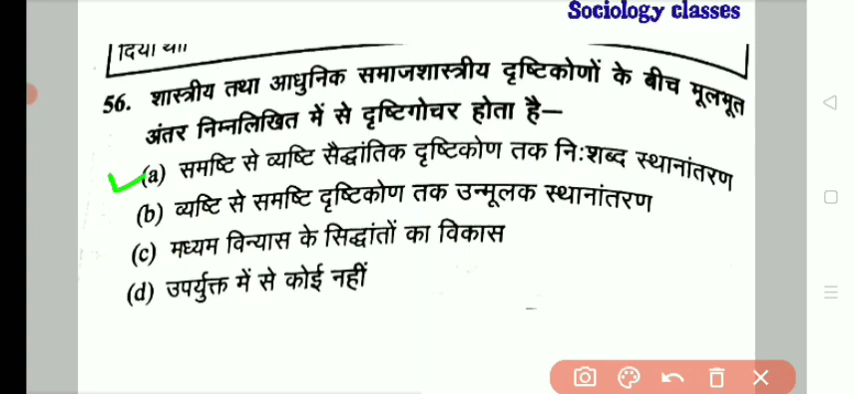 Sociology classes
दिया था।
56. शास्त्रीय तथा आधुनिक समाजशास्त्रीय दृष्टिकोणों के बीच मूलभूत
अंतर निम्नलिखित में से दृष्टिगोचर होता है—
(a) समष्टि से व्यष्टि सैद्धांतिक दृष्टिकोण तक नि:शब्द स्थानांतरण
(b) व्यष्टि से समष्टि दृष्टिकोण तक उन्मूलक स्थानांतरण
(c) मध्यम विन्यास के सिद्धांतों का विकास
(d) उपर्युक्त में से कोई नहीं